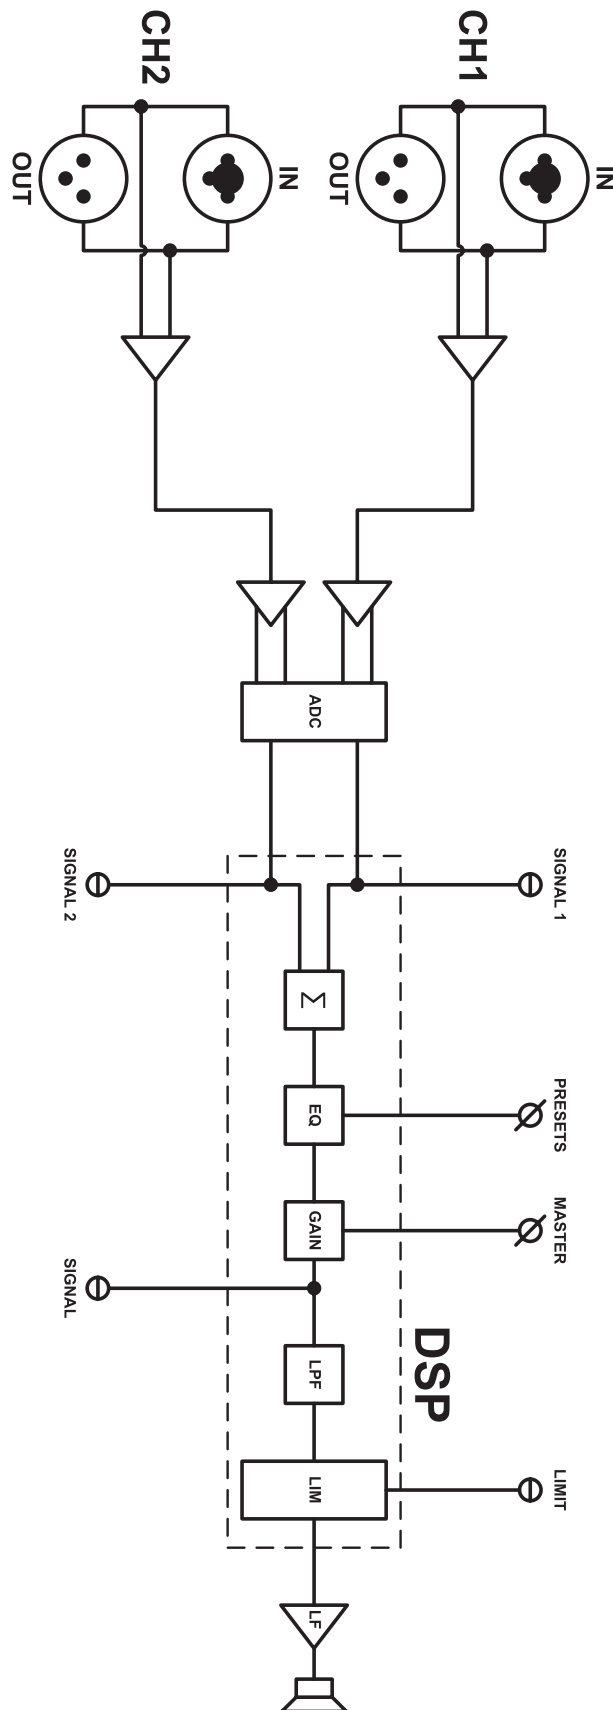 CH1
IN
OUT
CH2
IN
OUT
ADC
SIGNAL 1
SIGNAL 2
Σ
EQ
PRESETS
GAIN
MASTER
SIGNAL
DSP
LPF
LIM
LIMIT
LF